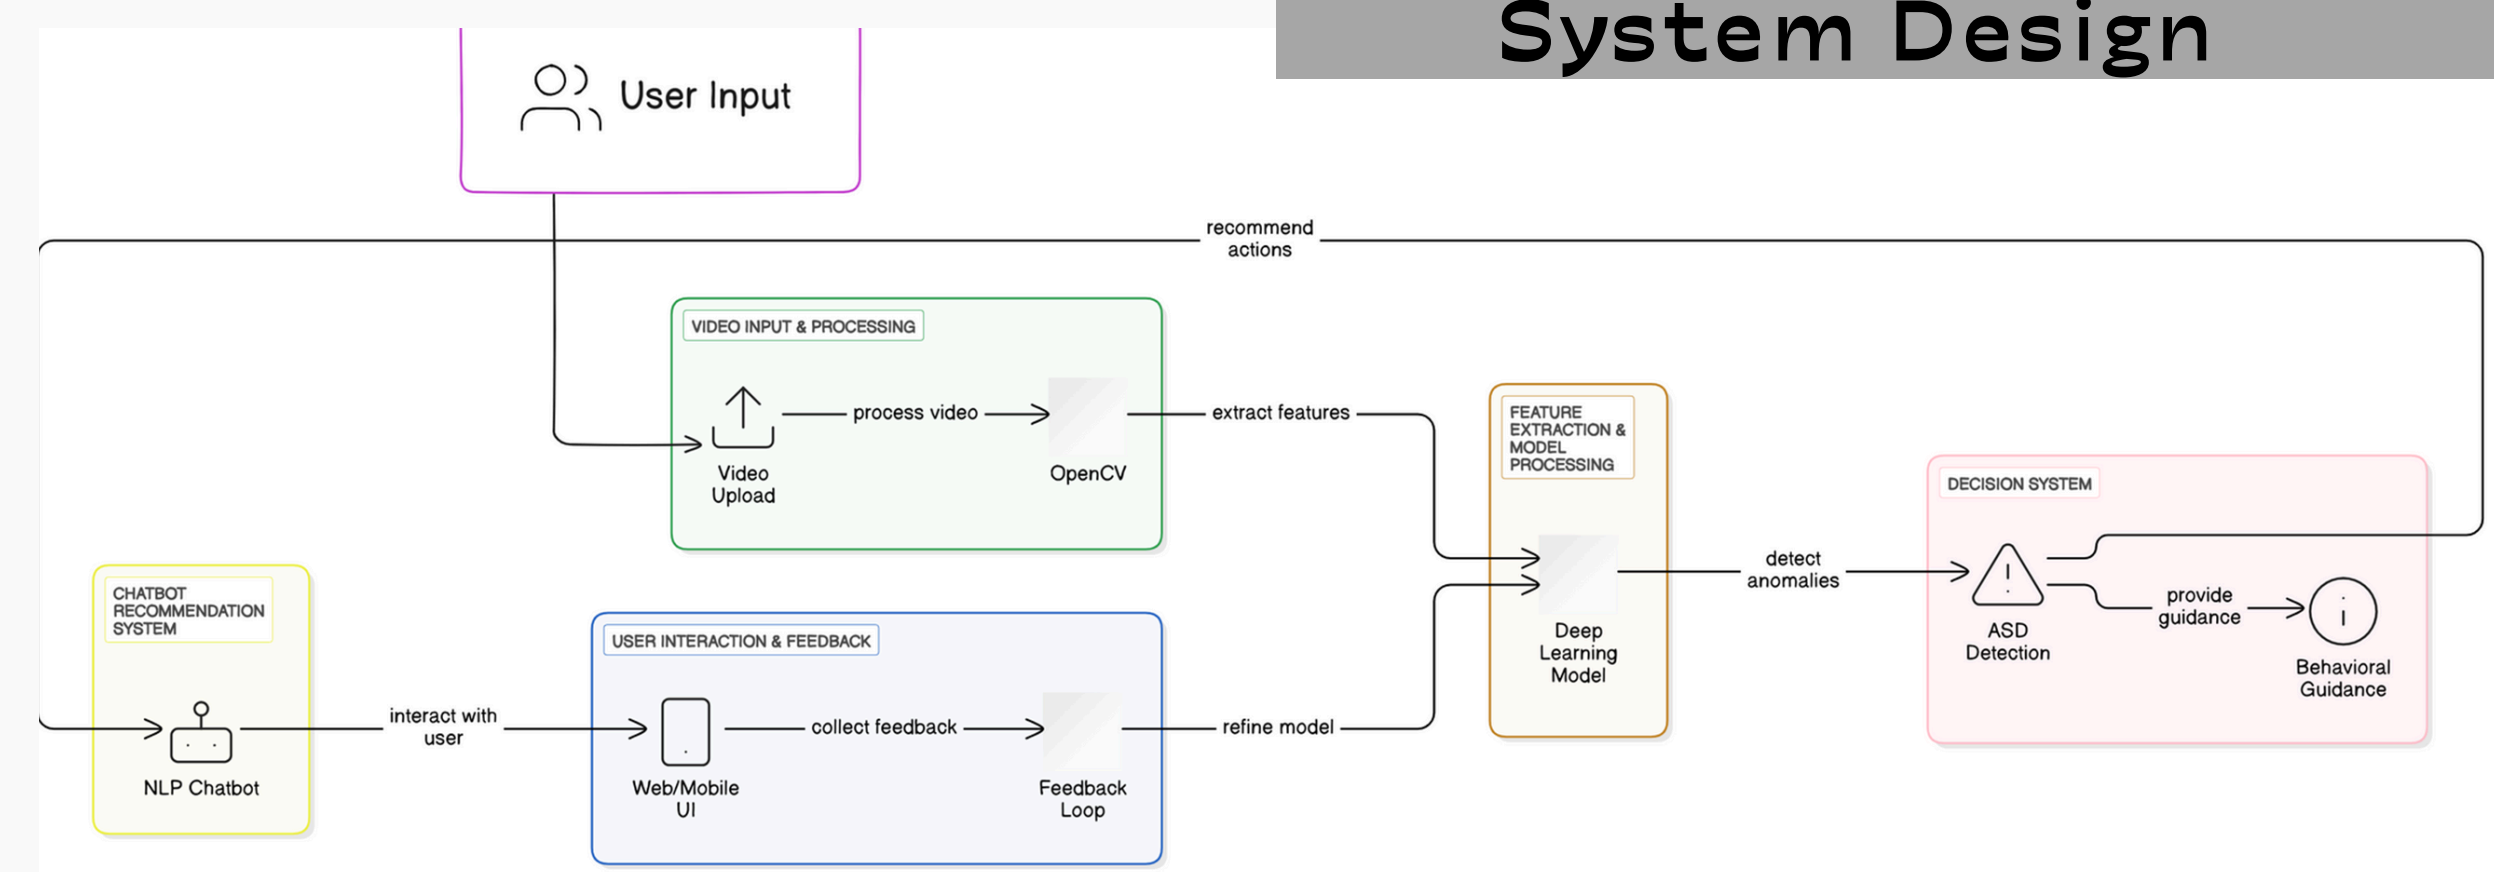 System Design
User Input
recommend
actions
VIDEO INPUT & PROCESSING
Video
Upload
process video
OpenCV
extract features
FEATURE
EXTRACTION &
MODEL
PROCESSING
Deep
Learning
Model
detect
anomalies
DECISION SYSTEM
ASD
Detection
provide
guidance
Behavioral
Guidance
CHATBOT
RECOMMENDATION
SYSTEM
NLP Chatbot
interact with
user
USER INTERACTION & FEEDBACK
Web/Mobile
UI
collect feedback
Feedback
Loop
refine model